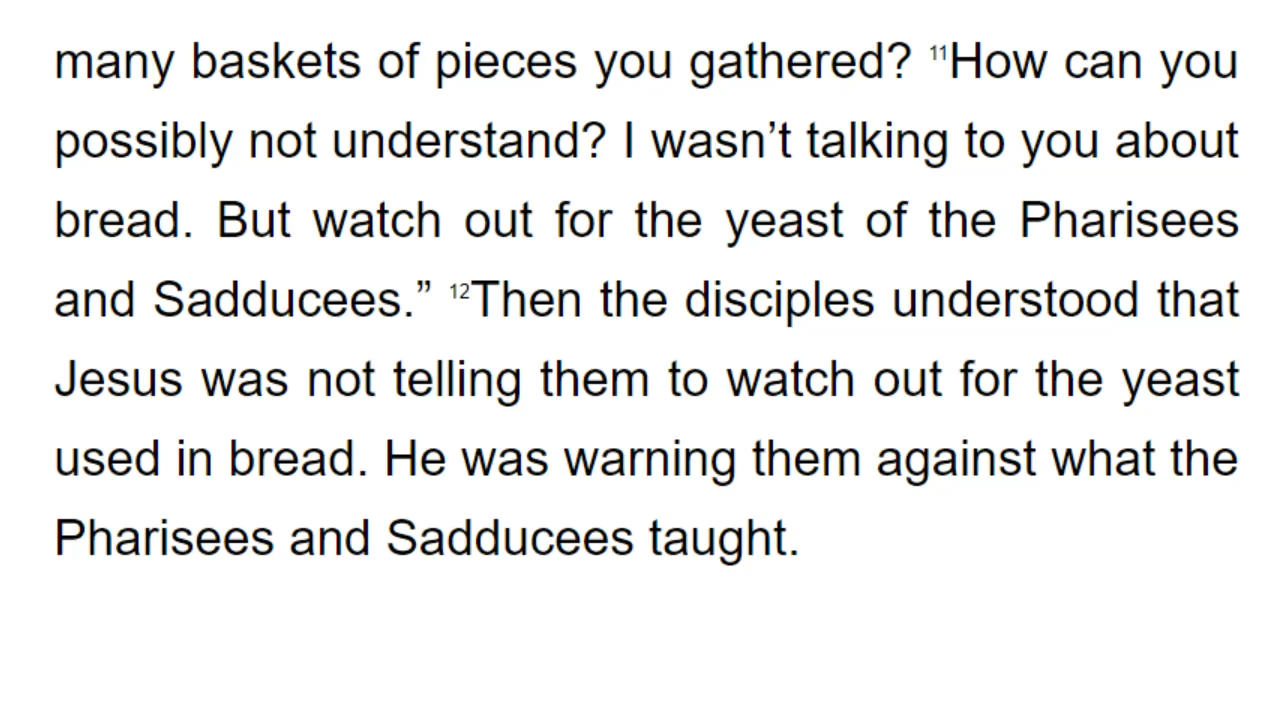 many baskets of pieces you gathered? ¹¹How can you
possibly not understand? I wasn’t talking to you about
bread. But watch out for the yeast of the Pharisees
and Sadducees.” ¹²Then the disciples understood that
Jesus was not telling them to watch out for the yeast
used in bread. He was warning them against what the
Pharisees and Sadducees taught.